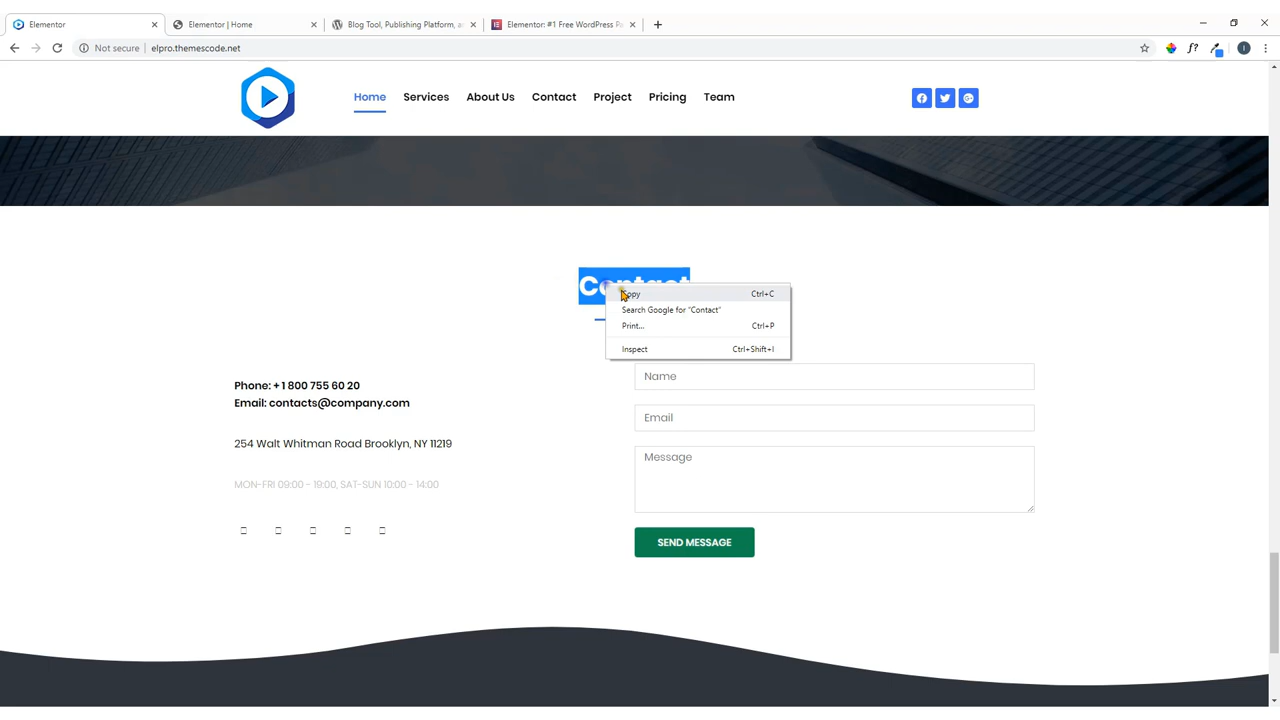 Elementor
Elementor | Home
Blog Tool, Publishing Platform, a
Elementor: #1 Free WordPress P
Not secure elpro.themescode.net
f?
I
Home Services About Us Contact Project Pricing Team
Contact
Copy Ctrl+C
Search Google for "Contact"
Print... Ctrl+P
Inspect Ctrl+Shift+I
Phone: + 1 800 755 60 20
Email: contacts@company.com
254 Walt Whitman Road Brooklyn, NY 11219
MON-FRI 09:00 - 19:00, SAT-SUN 10:00 - 14:00
Name
Email
Message
SEND MESSAGE